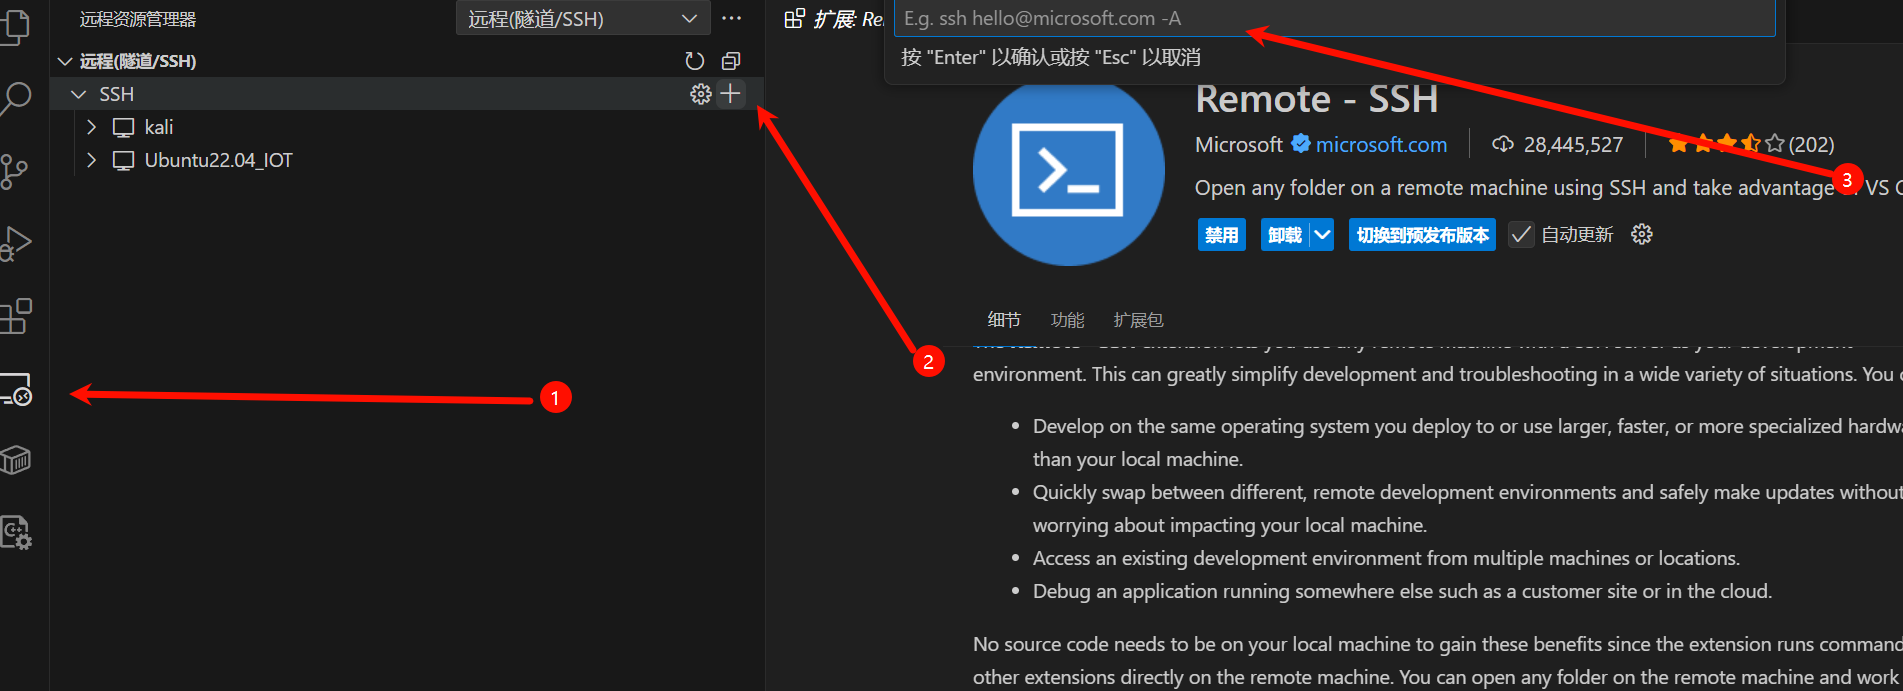 远程资源管理器
远程(隧道/SSH)
远程(隧道/SSH)
SSH
kali
Ubuntu22.04_IOT
1
2
3
扩展: Re
E.g. ssh hello@microsoft.com -A
按 "Enter" 以确认或按 "Esc" 以取消
Remote - SSH
Microsoft microsoft.com 28,445,527 (202)
Open any folder on a remote machine using SSH and take advantage VS
禁用 卸载 切换到预发布版本 自动更新
细节 功能 扩展包
environment. This can greatly simplify development and troubleshooting in a wide variety of situations. You
Develop on the same operating system you deploy to or use larger, faster, or more specialized hardwa
than your local machine.
Quickly swap between different, remote development environments and safely make updates without
worrying about impacting your local machine.
Access an existing development environment from multiple machines or locations.
Debug an application running somewhere else such as a customer site or in the cloud.
No source code needs to be on your local machine to gain these benefits since the extension runs command
other extensions directly on the remote machine. You can open any folder on the remote machine and work